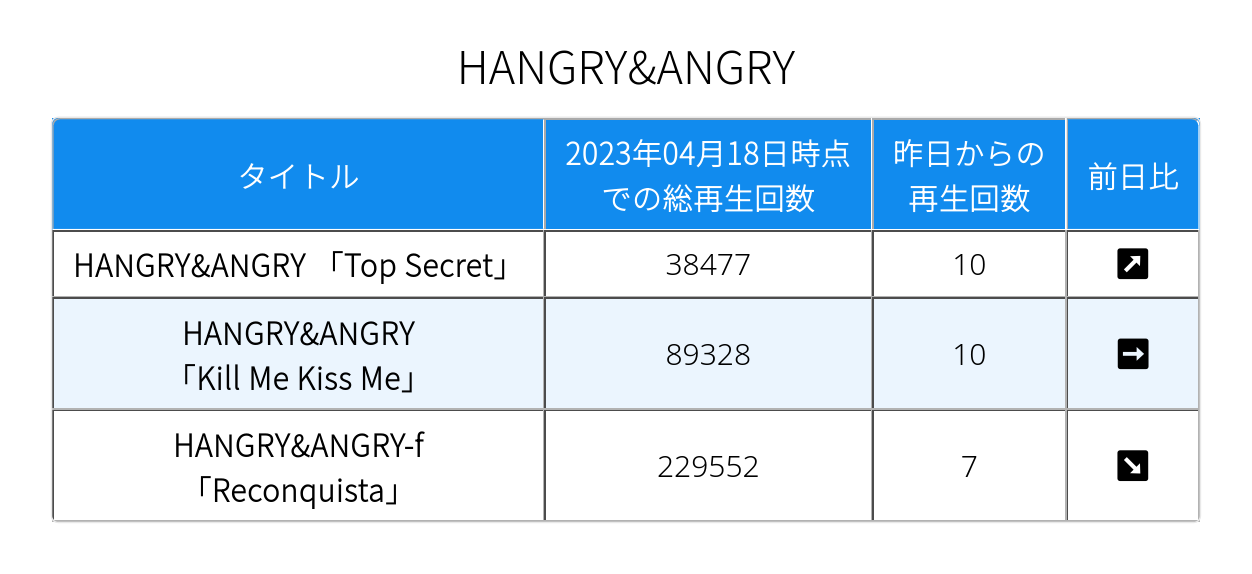 HANGRY&ANGRY
タイトル
2023年04月18日時点
での総再生回数
昨日からの
再生回数
前日比
HANGRY&ANGRY 「Top Secret」
38477
10
↗
HANGRY&ANGRY
「Kill Me Kiss Me」
89328
10
→
HANGRY&ANGRY-f
「Reconquista」
229552
7
↘